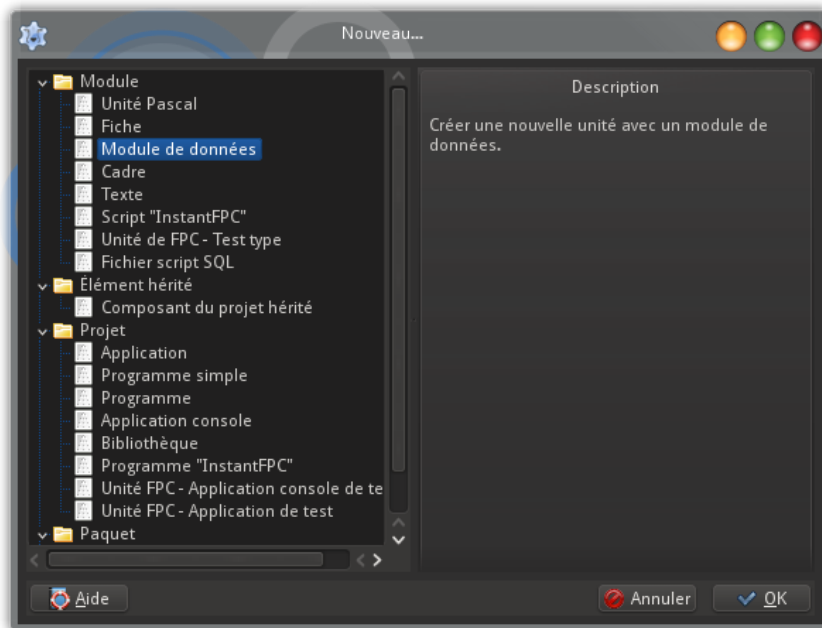 Nouveau...
Module
Unité Pascal
Fiche
Module de données
Cadre
Texte
Script "InstantFPC"
Unité de FPC - Test type
Fichier script SQL
Élément hérité
Composant du projet hérité
Projet
Application
Programme simple
Programme
Application console
Bibliothèque
Programme "InstantFPC"
Unité FPC - Application console de te
Unité FPC - Application de test
Paquet
Description
Créer une nouvelle unité avec un module de
données.
Aide
Annuler
OK